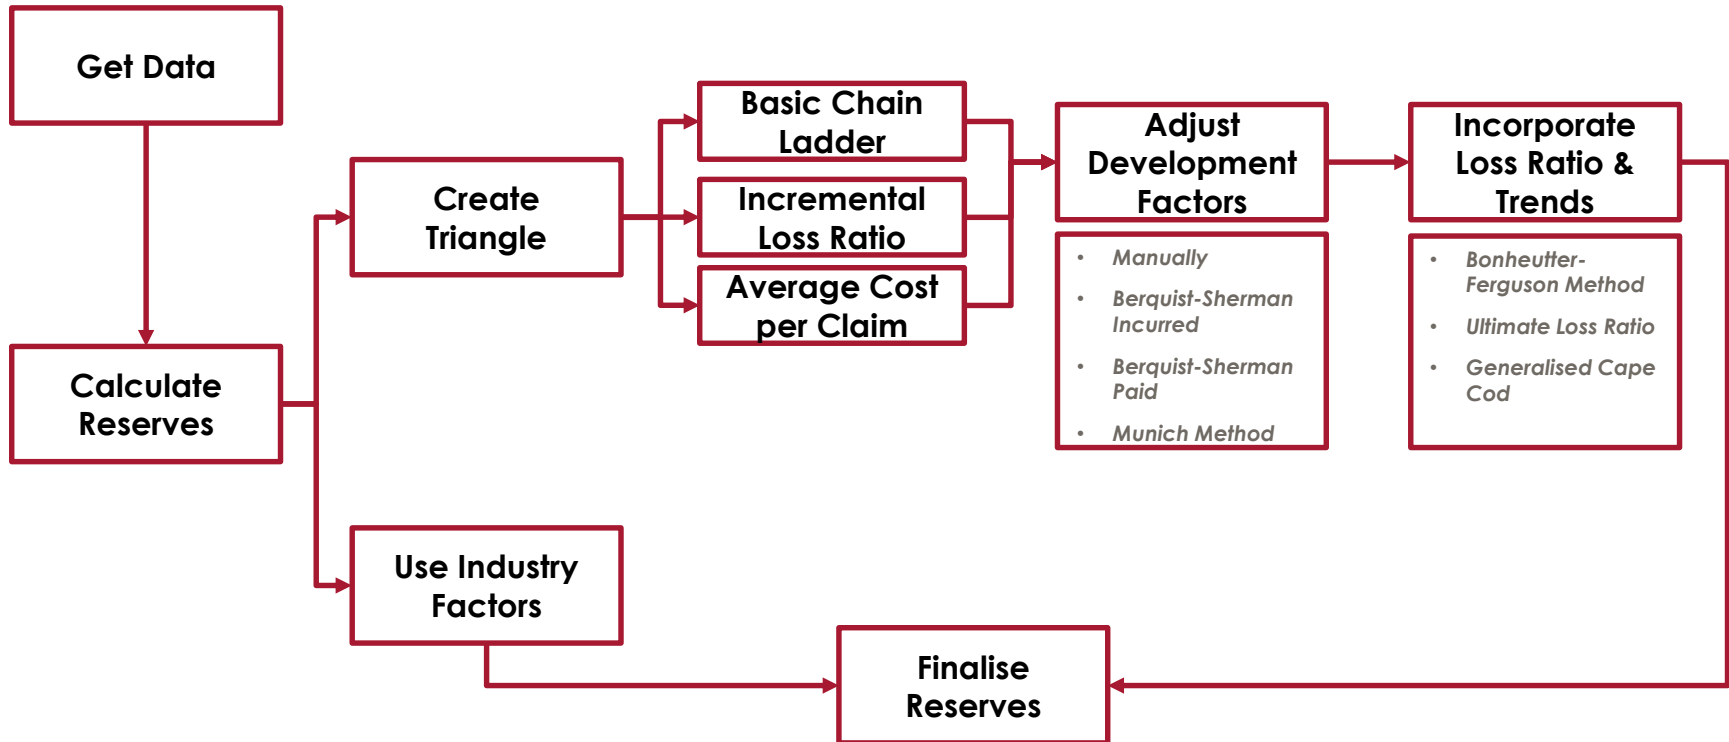 Get Data
Calculate
Reserves
Create
Triangle
Use Industry
Factors
Basic Chain
Ladder
Incremental
Loss Ratio
Average Cost
per Claim
Adjust
Development
Factors
• Manually
• Berquist-Sherman
Incurred
• Berquist-Sherman
Paid
• Munich Method
Incorporate
Loss Ratio &
Trends
• Bonheutter-
Ferguson Method
• Ultimate Loss Ratio
• Generalised Cape
Cod
Finalise
Reserves